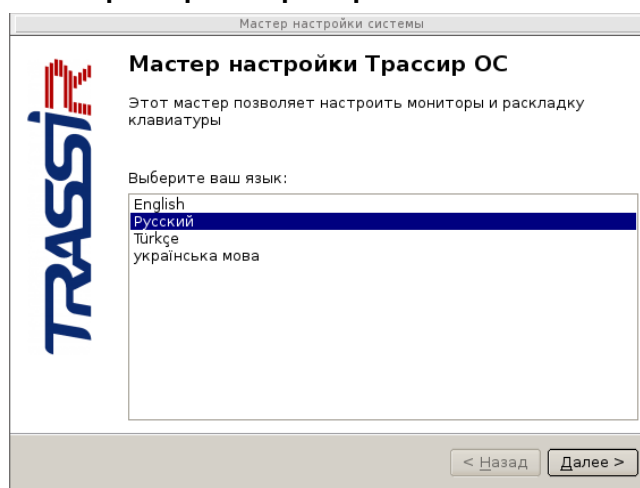 Мастер настройки системы
TRASSIR
Мастер настройки Трассир ОС
Этот мастер позволяет настроить мониторы и раскладку
клавиатуры
Выберите ваш язык:
English
Русский
Türkçe
українська мова
< Назад
Далее >